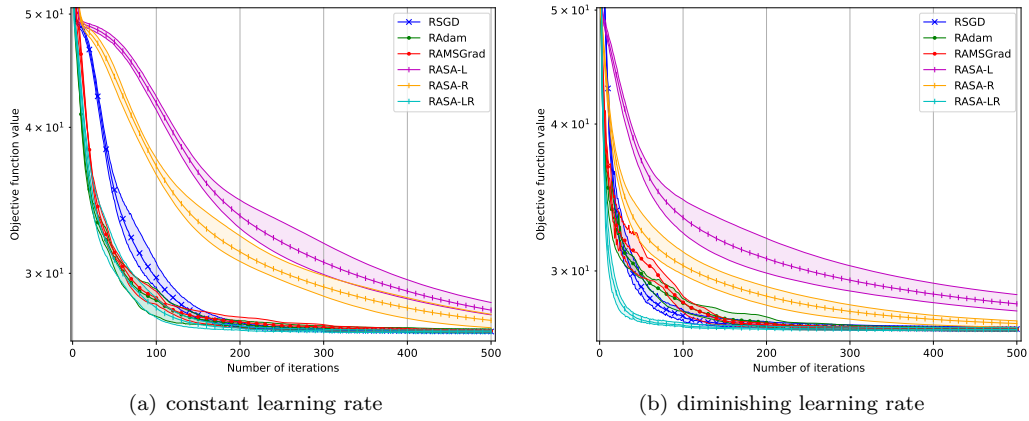 5 × 10¹
4 × 10¹
3 × 10¹
Objective function value
0 100 200 300 400 500
Number of iterations
RSGD
RAdam
RAMSGrad
RASA-L
RASA-R
RASA-LR
(a) constant learning rate
5 × 10¹
4 × 10¹
3 × 10¹
Objective function value
0 100 200 300 400 500
Number of iterations
RSGD
RAdam
RAMSGrad
RASA-L
RASA-R
RASA-LR
(b) diminishing learning rate